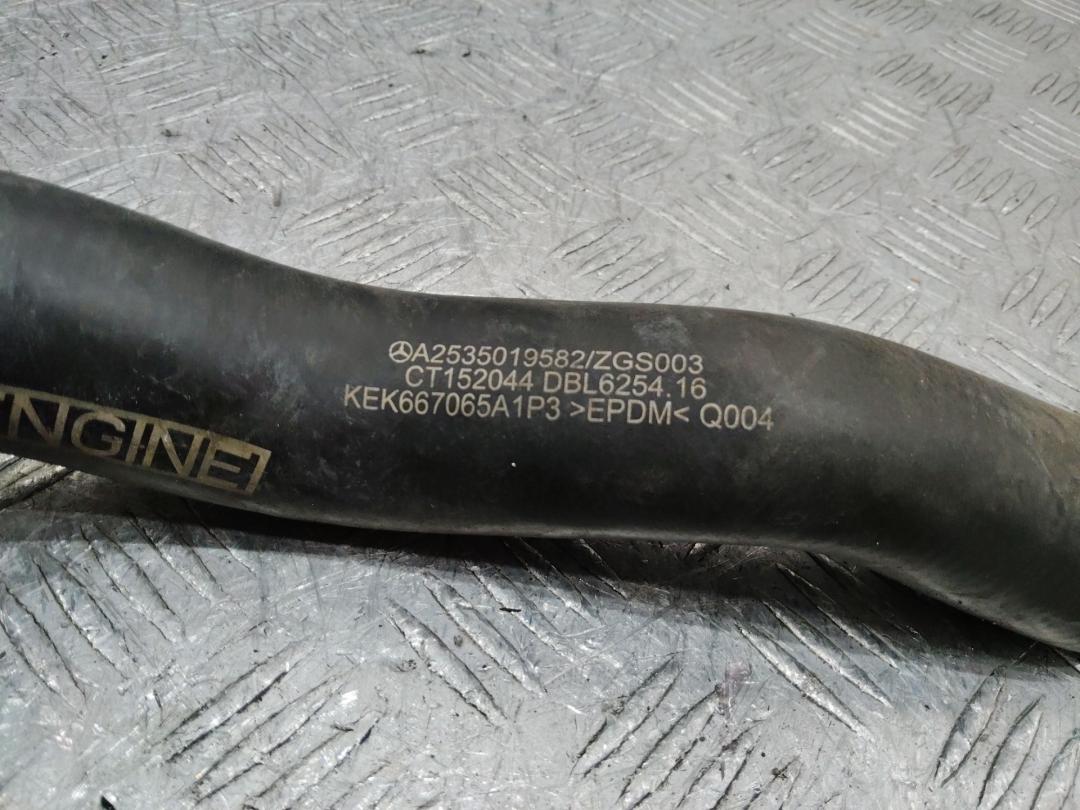 A2535019582/ZGS003
CT152044 DBL6254.16
KEK667065A1P3 >EPDM< Q004
ENGINE